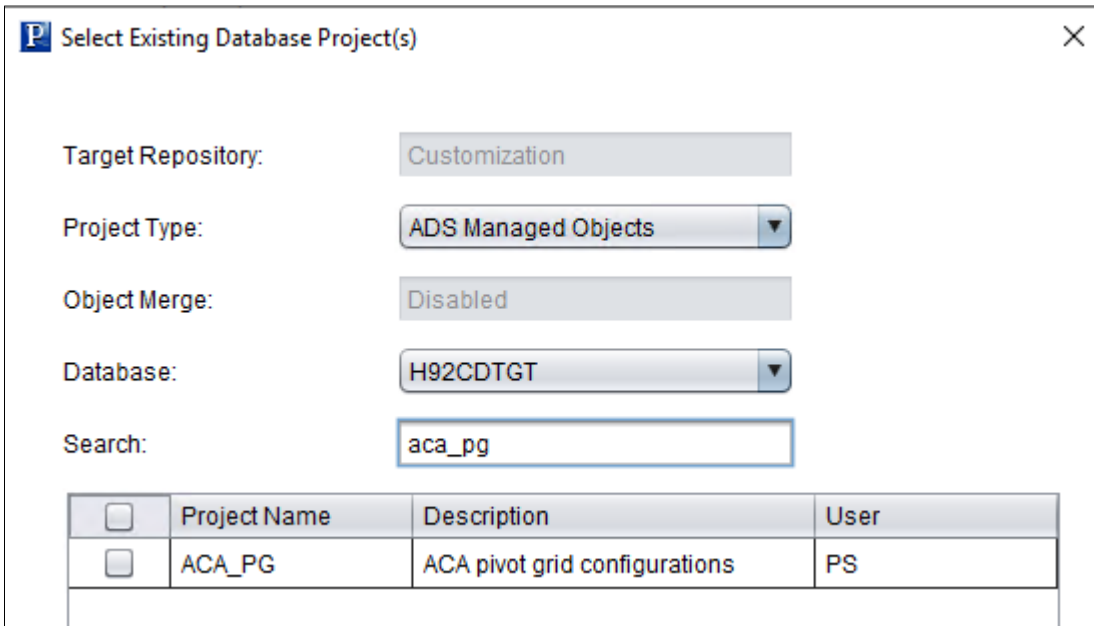 P Select Existing Database Project(s)
Target Repository: Customization
Project Type: ADS Managed Objects
Object Merge: Disabled
Database: H92CDTGT
Search: aca_pg
Project Name Description User
ACA_PG ACA pivot grid configurations PS